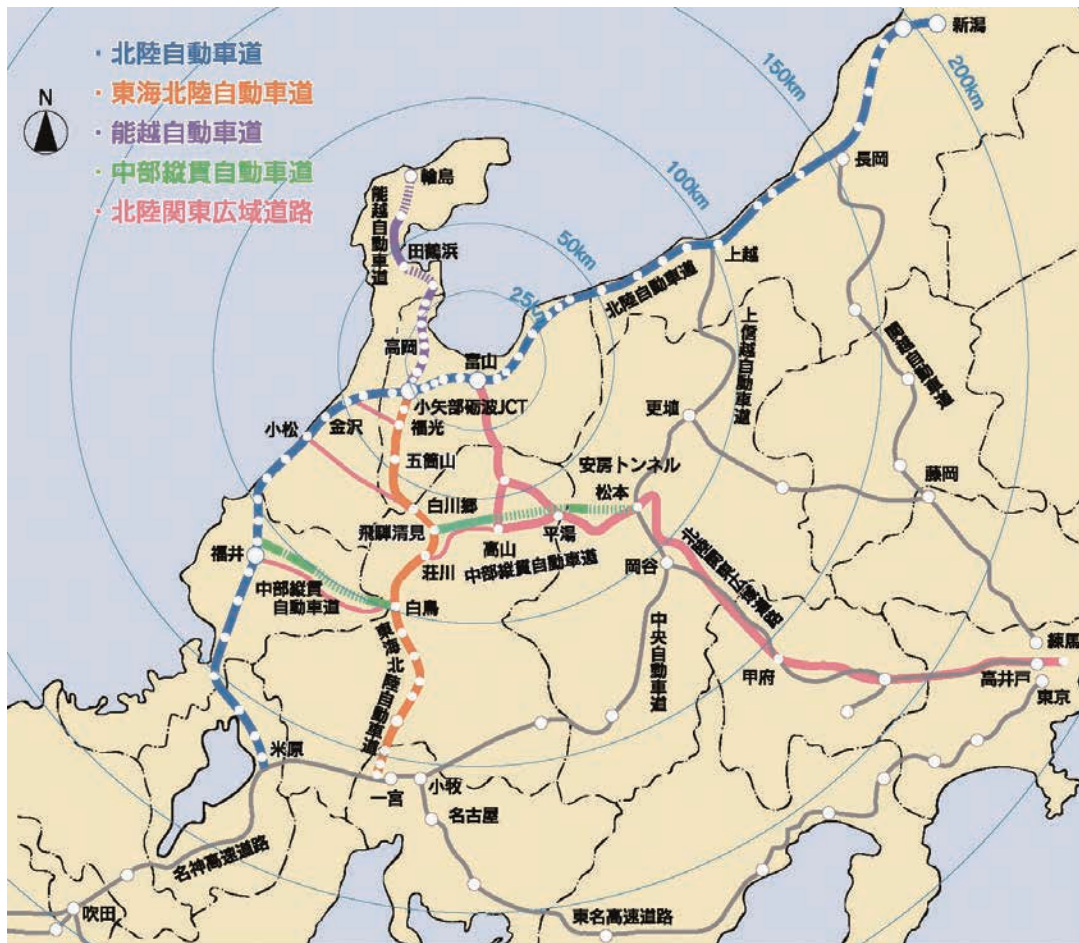 ・北陸自動車道
・東海北陸自動車道
・能越自動車道
・中部縦貫自動車道
・北陸関東広域道路
N
新潟
200km
150km
長岡
100km
輪島
能越自動車道
田鶴浜
50km
上越
25km
北陸自動車道
上信越自動車道
関越自動車道
高岡
富山
小矢部砺波JCT
更埴
金沢
福光
小松
五箇山
安房トンネル
松本
藤岡
白川郷
飛騨清見
高山
平湯
荘川
中部縦貫自動車道
岡谷
北陸関東広域道路
福井
中部縦貫
自動車道
白鳥
東海北陸自動車道
中央自動車道
甲府
練馬
高井戸
東京
米原
一宮
小牧
名古屋
名神高速道路
吹田
東名高速道路